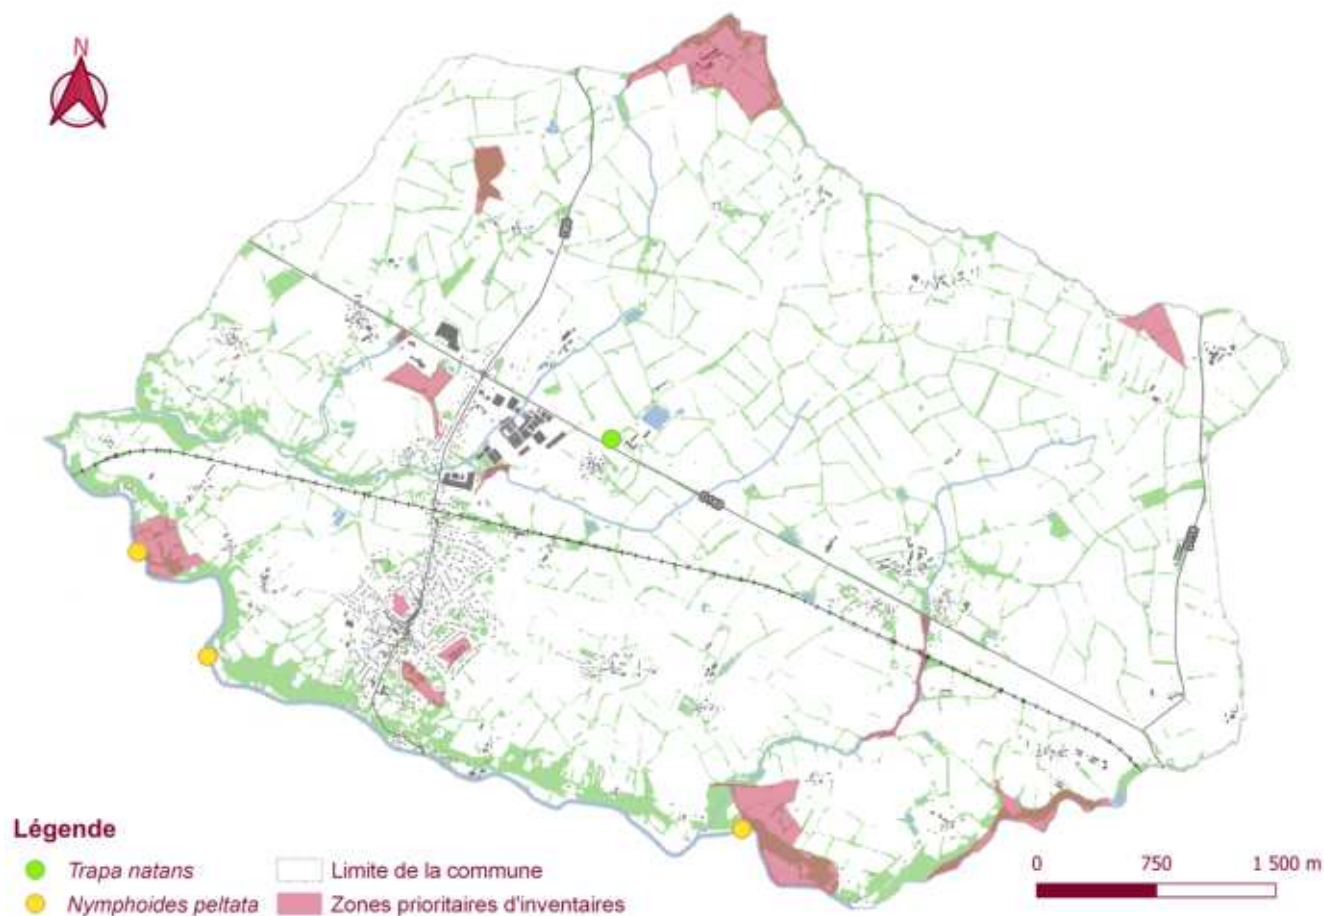 N
Légende
Trapa natans
Limite de la commune
Nymphoides peltata
Zones prioritaires d'inventaires
0 750 1 500 m